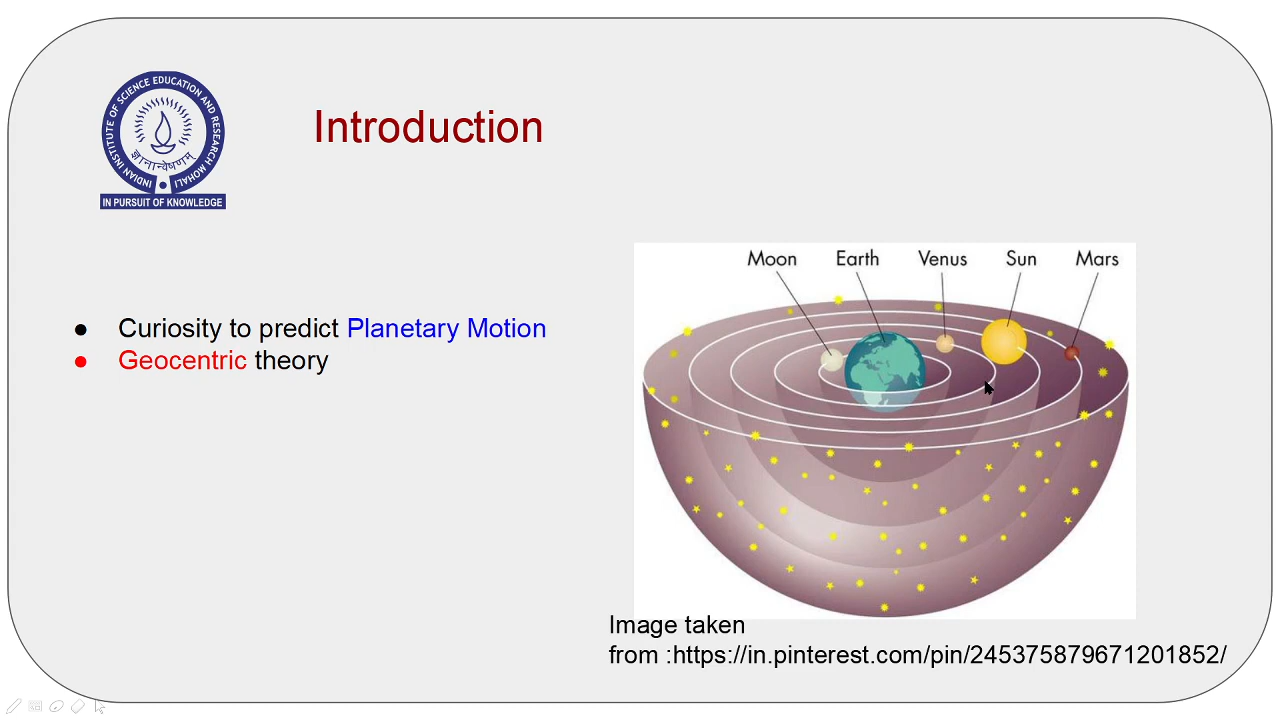 INDIAN INSTITUTE OF SCIENCE EDUCATION AND RESEARCH MOHALI
ज्ञानान्वेषणम्
IN PURSUIT OF KNOWLEDGE
Introduction
● Curiosity to predict Planetary Motion
● Geocentric theory
Moon Earth Venus Sun Mars
Image taken
from :https://in.pinterest.com/pin/245375879671201852/